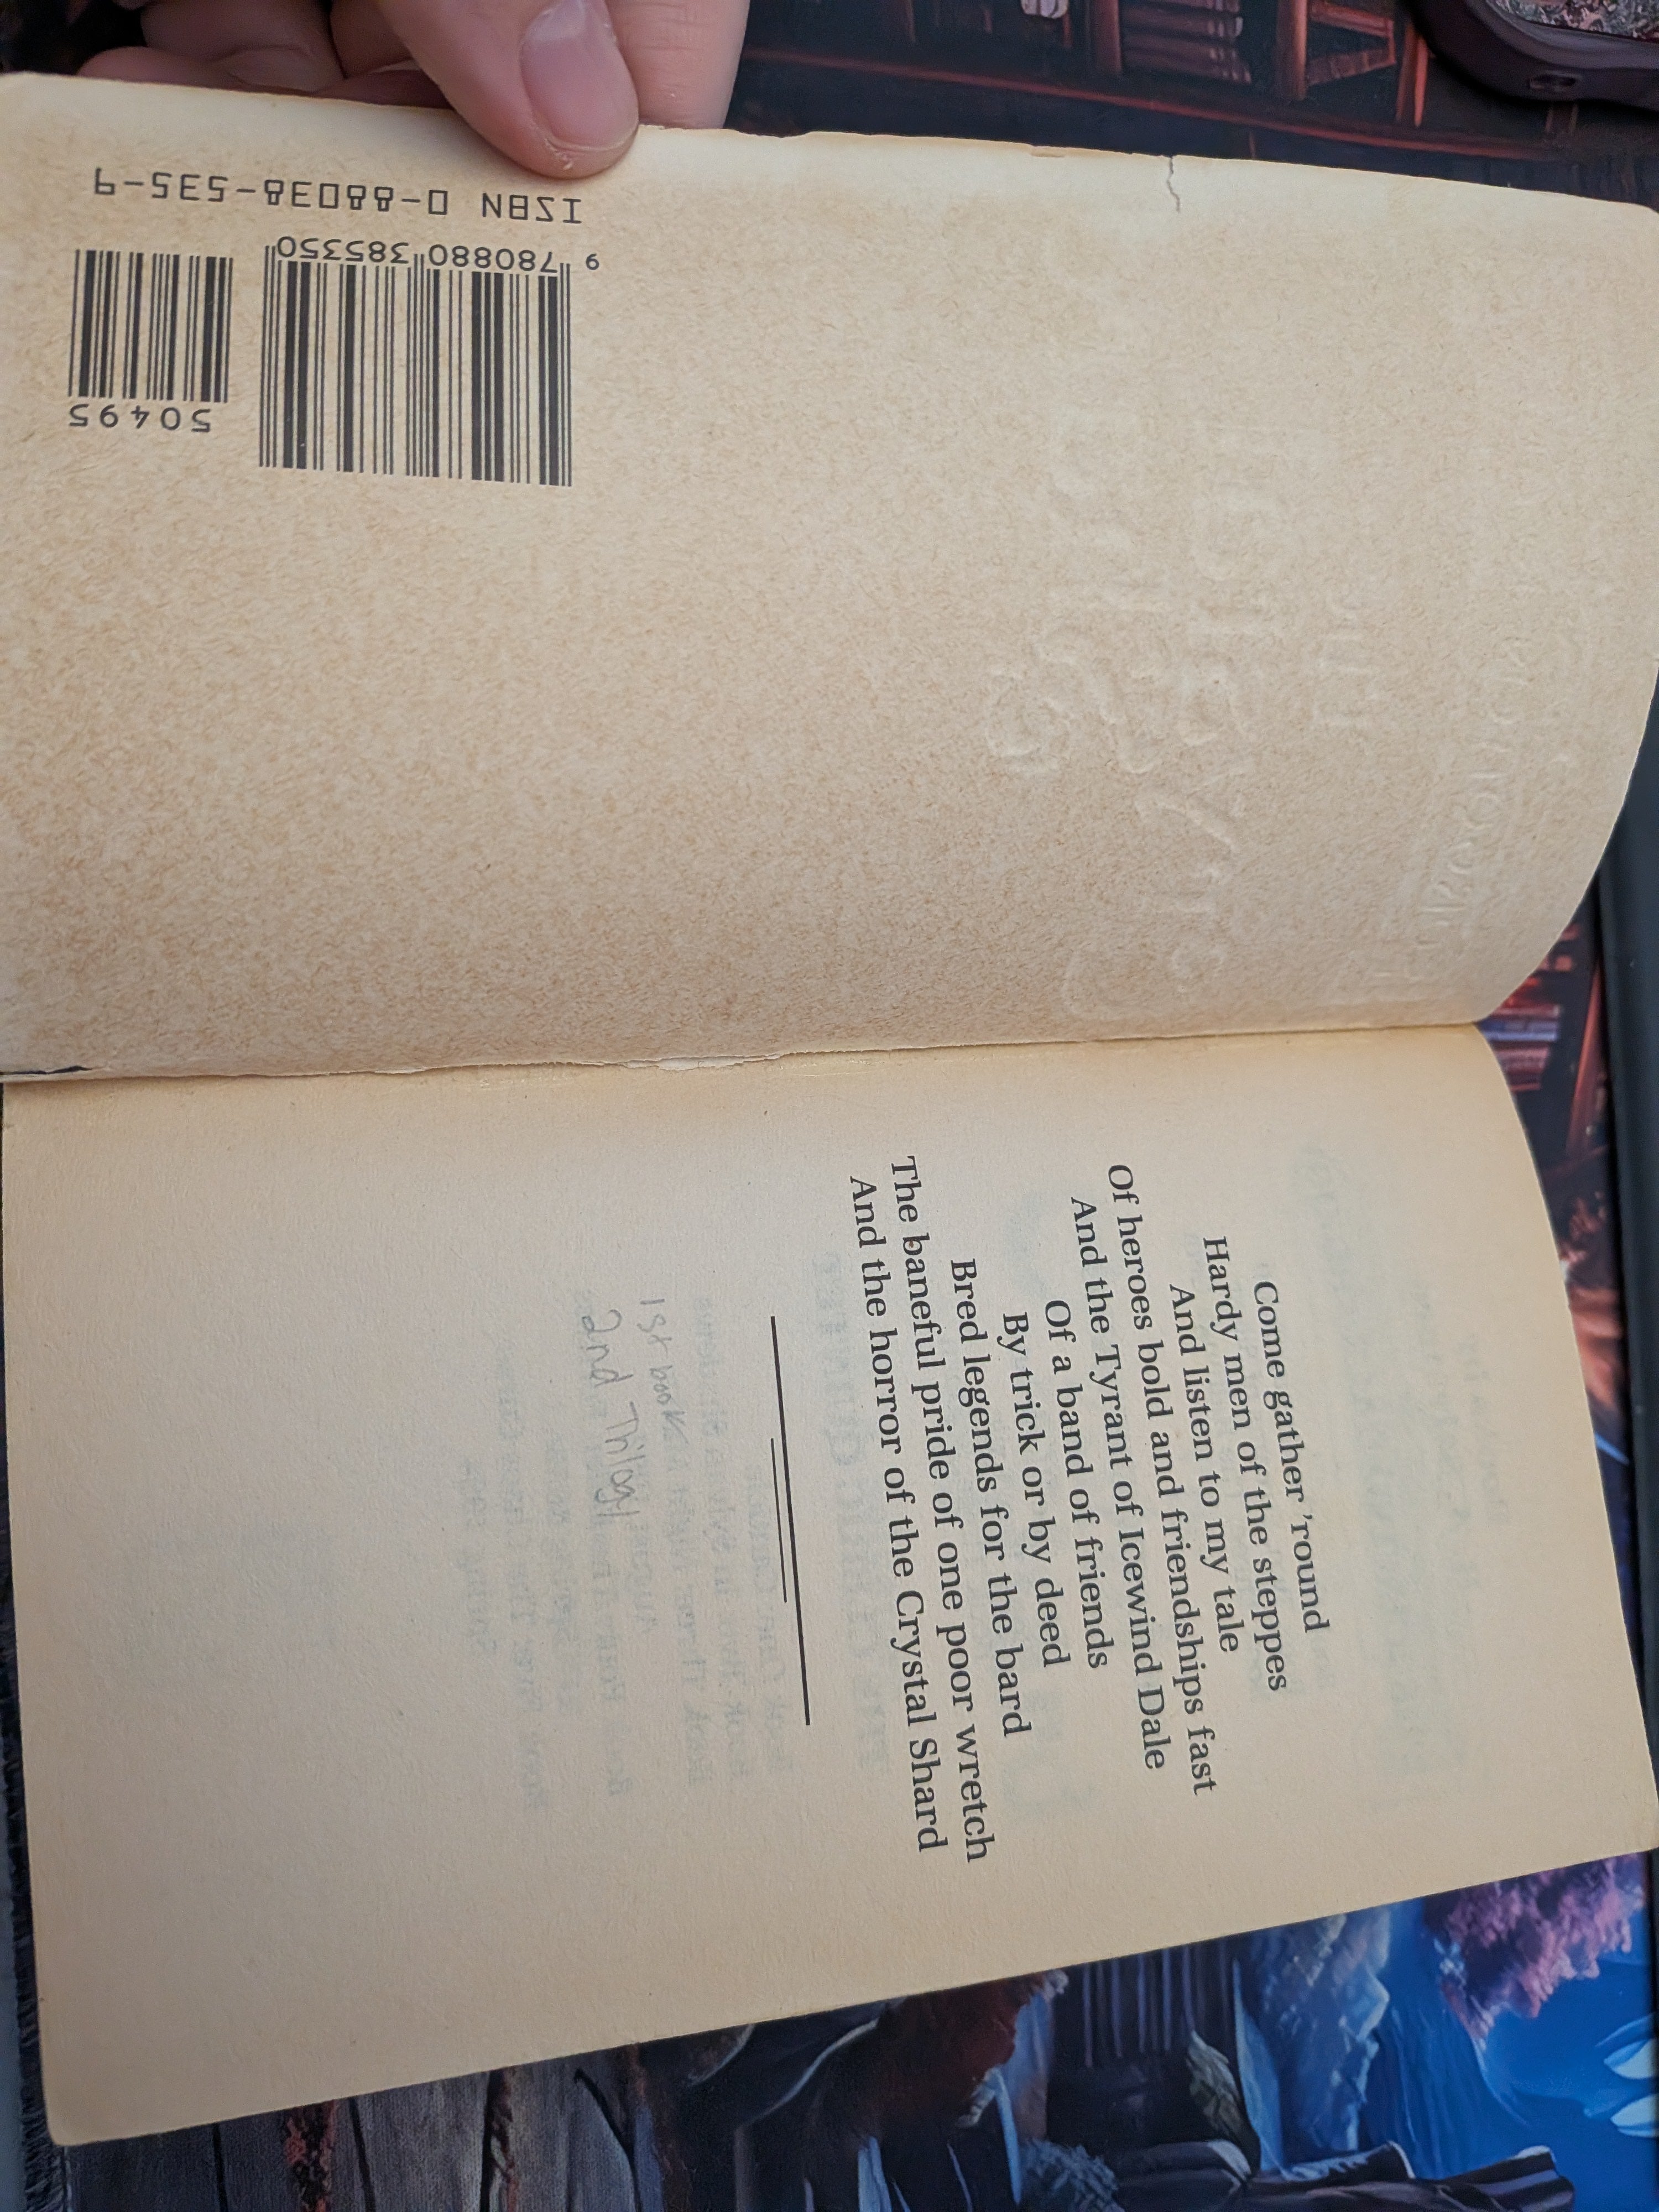 ISBN 0-88038-535-9
9 780880 385350
50495
Come gather 'round
Hardy men of the steppes
And listen to my tale
Of heroes bold and friendships fast
And the Tyrant of Icewind Dale
Of a band of friends
By trick or by deed
Bred legends for the bard
The baneful pride of one poor wretch
And the horror of the Crystal Shard
1st book
2nd Trilogy